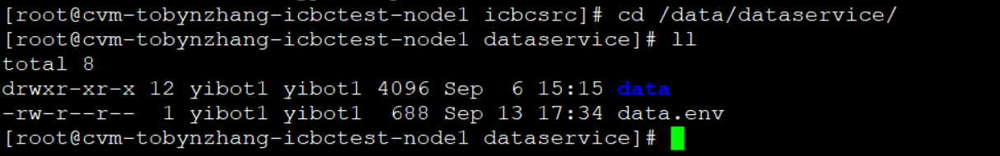 [root@cvm-tobynzhang-icbctest-node1 icbcsrc]# cd /data/dataservice/
[root@cvm-tobynzhang-icbctest-node1 dataservice]# ll
total 8
drwxr-xr-x 12 yibot1 yibot1 4096 Sep  6 15:15 data
-rw-r--r--  1 yibot1 yibot1  688 Sep 13 17:34 data.env
[root@cvm-tobynzhang-icbctest-node1 dataservice]#